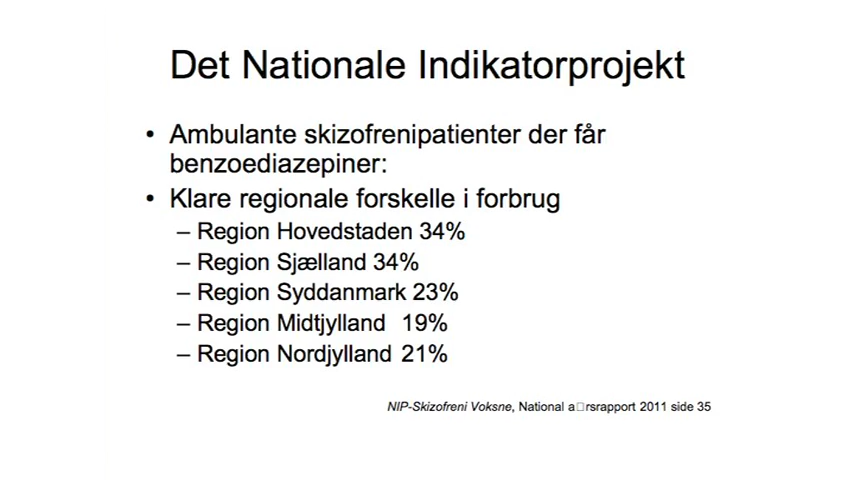 Det Nationale Indikatorprojekt
• Ambulante skizofrenipatienter der får
benzoediazepiner:
• Klare regionale forskelle i forbrug
– Region Hovedstaden 34%
– Region Sjælland 34%
– Region Syddanmark 23%
– Region Midtjylland 19%
– Region Nordjylland 21%
NIP-Skizofreni Voksne, National a□rsrapport 2011 side 35